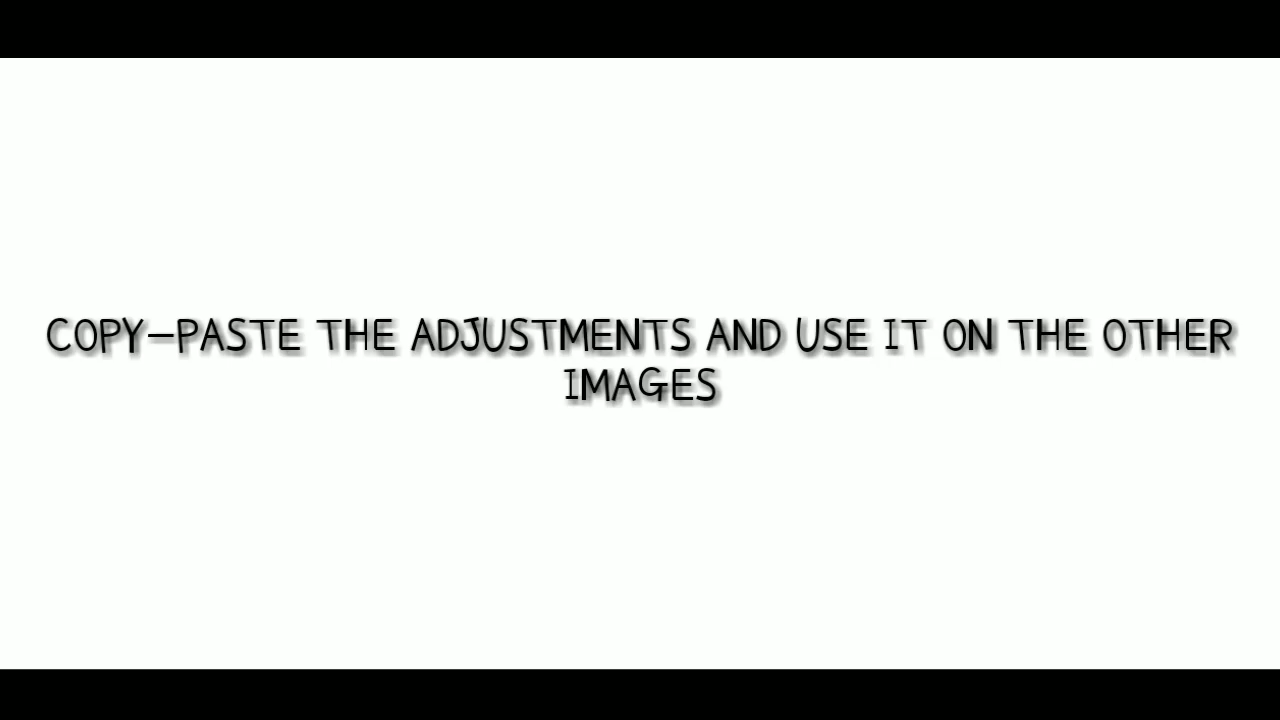 COPY-PASTE THE ADJUSTMENTS AND USE IT ON THE OTHER
IMAGES